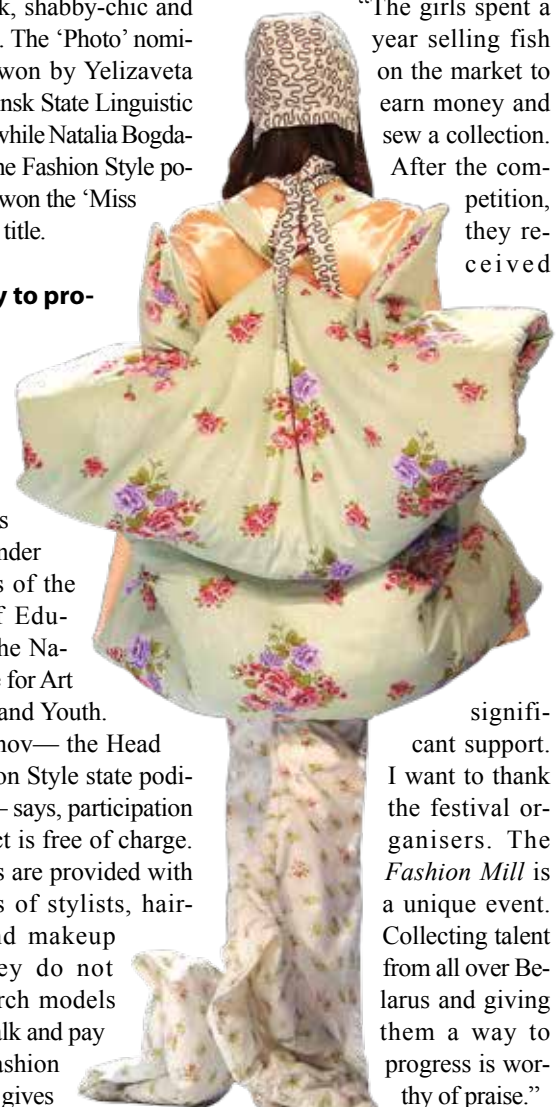 k, shabby-chic and
. The ‘Photo’ nomi-
won by Yelizaveta
nsk State Linguistic
while Natalia Bogda-
ne Fashion Style po-
won the ‘Miss
title.
y to pro-
s
nder
s of the
f Edu-
he Na-
e for Art
and Youth.
nov— the Head
on Style state podi-
– says, participation
ct is free of charge.
s are provided with
s of stylists, hair-
nd makeup
ey do not
rch models
alk and pay
ashion
gives
“The girls spent a
year selling fish
on the market to
earn money and
sew a collection.
After the com-
petition,
they re-
ceived
signifi-
cant support.
I want to thank
the festival or-
ganisers. The
Fashion Mill is
a unique event.
Collecting talent
from all over Be-
larus and giving
them a way to
progress is wor-
thy of praise.”